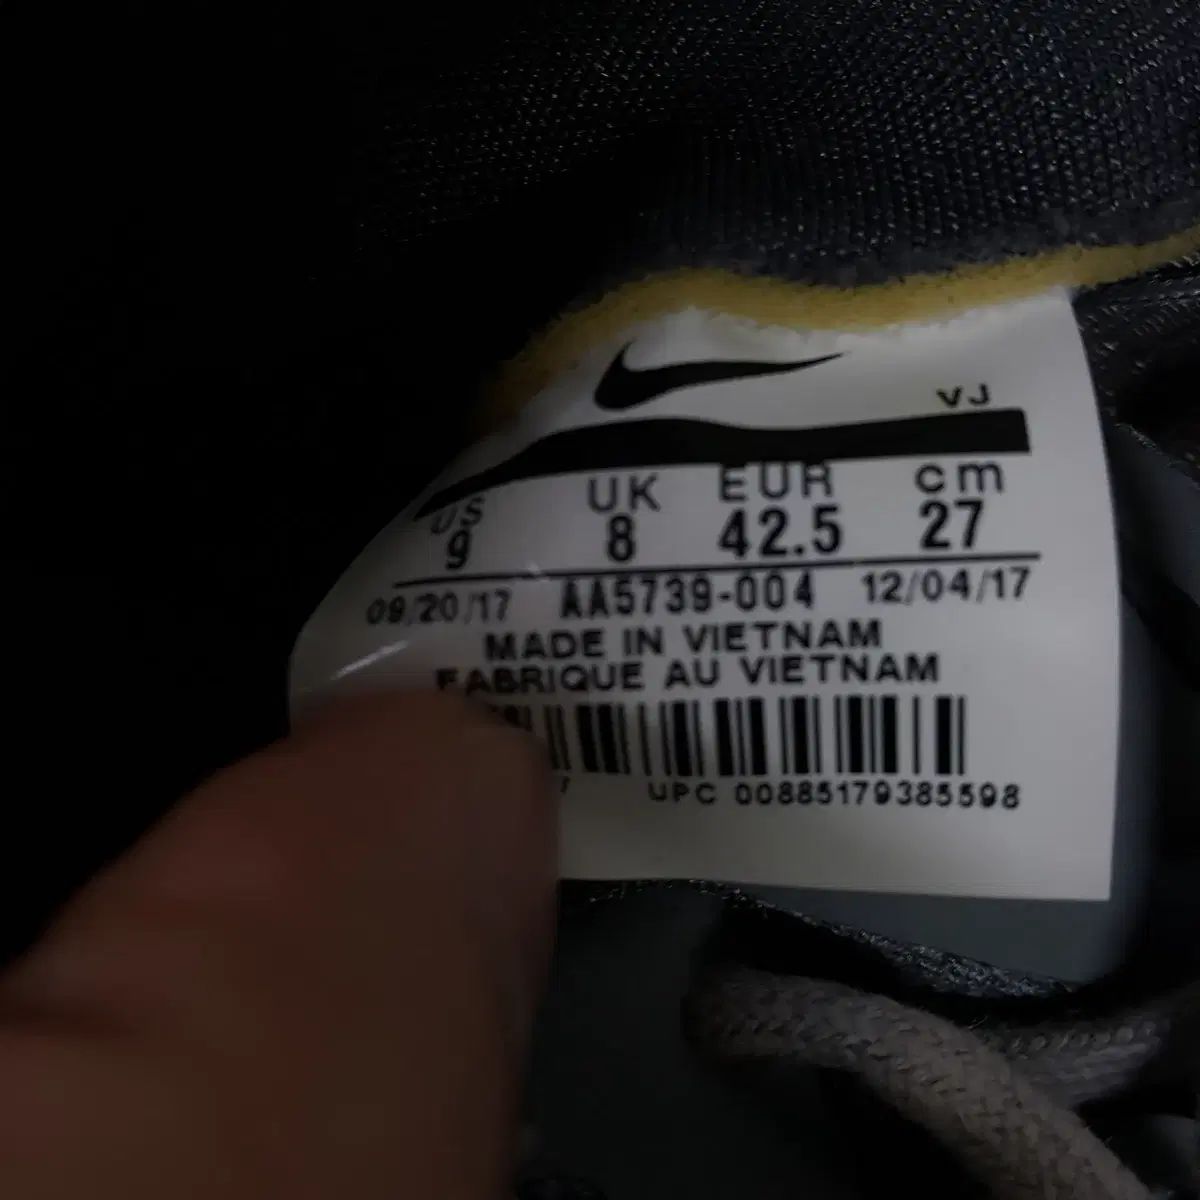 VJ
US UK EUR cm
9 8 42.5 27
09/20/17 AA5739-004 12/04/17
MADE IN VIETNAM
FABRIQUE AU VIETNAM
UPC 00885179385598